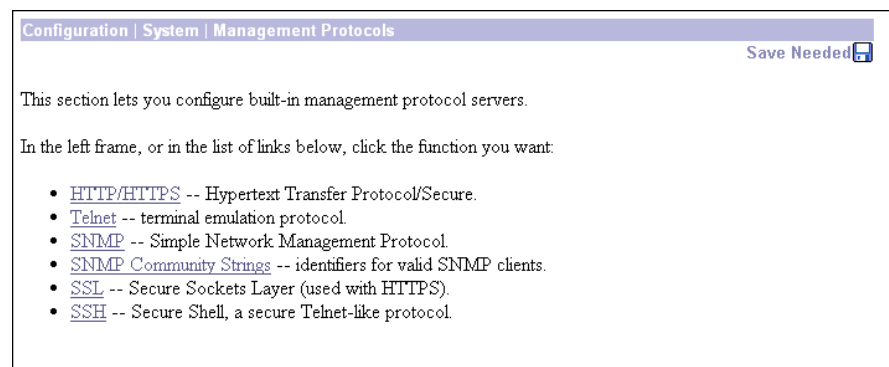 Configuration | System | Management Protocols
Save Needed
This section lets you configure built-in management protocol servers.
In the left frame, or in the list of links below, click the function you want:
• HTTP/HTTPS -- Hypertext Transfer Protocol/Secure.
• Telnet -- terminal emulation protocol.
• SNMP -- Simple Network Management Protocol.
• SNMP Community Strings -- identifiers for valid SNMP clients.
• SSL -- Secure Sockets Layer (used with HTTPS).
• SSH -- Secure Shell, a secure Telnet-like protocol.